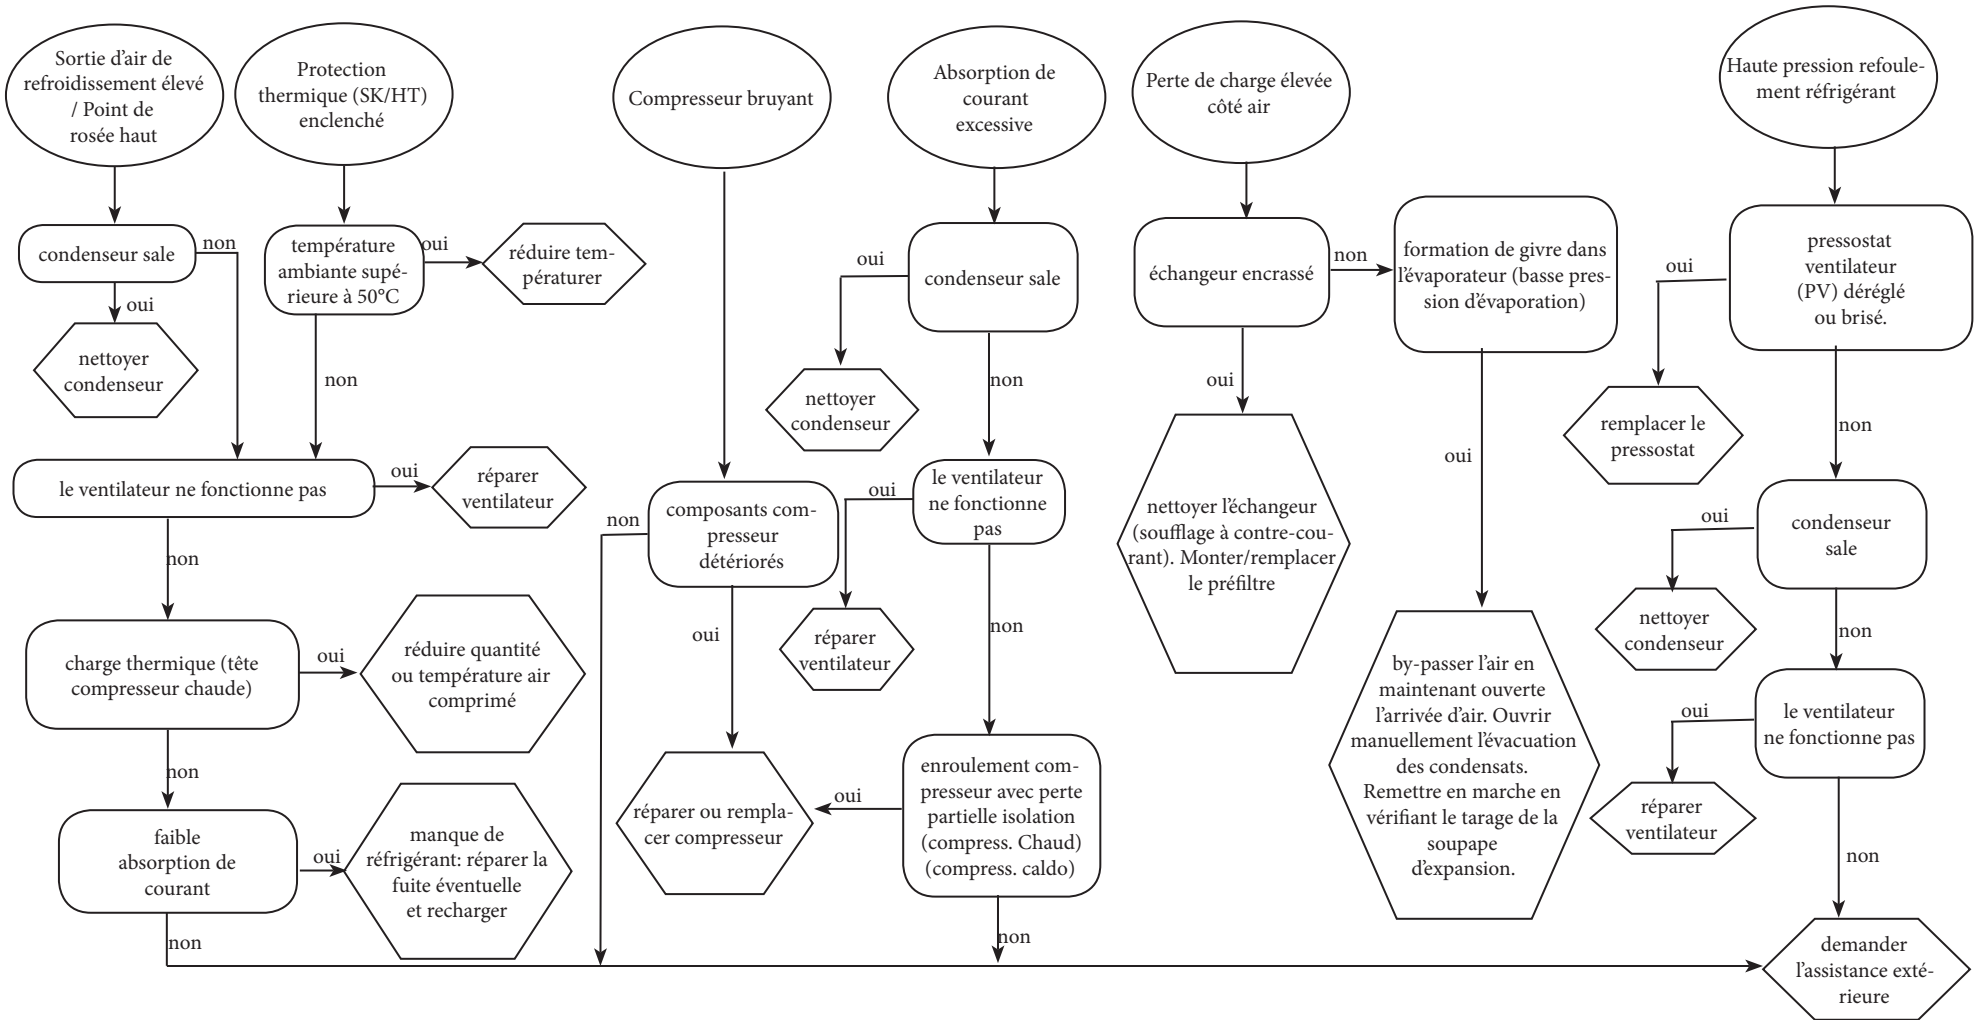 Sortie d'air de
refroidissement élevé
/ Point de
rosée haut
condenseur sale
non
oui
nettoyer
condenseur
Protection
thermique (SK/HT)
enclenché
température
ambiante supé-
rieure à 50°C
oui
réduire tem-
pératurer
non
le ventilateur ne fonctionne pas
oui
réparer
ventilateur
non
charge thermique (tête
compresseur chaude)
oui
réduire quantité
ou température air
comprimé
non
faible
absorption de
courant
oui
manque de
réfrigérant: réparer la
fuite éventuelle
et recharger
non
Compresseur bruyant
composants com-
presseur
détériorés
non
oui
réparer ou rempla-
cer compresseur
Absorption de
courant
excessive
condenseur sale
oui
nettoyer
condenseur
non
le ventilateur
ne fonctionne
pas
oui
réparer
ventilateur
non
enroulement com-
presseur avec perte
partielle isolation
(compress. Chaud)
(compress. caldo)
oui
non
Perte de charge élevée
côté air
échangeur encrassé
non
oui
nettoyer l'échangeur
(soufflage à contre-cou-
rant). Monter/remplacer
le préfiltre
formation de givre dans
l'évaporateur (basse pres-
sion d'évaporation)
oui
by-passer l'air en
maintenant ouverte
l'arrivée d'air. Ouvrir
manuellement l'évacuation
des condensats.
Remettre en marche en
vérifiant le tarage de la
soupape
d'expansion.
Haute pression refoule-
ment réfrigérant
pressostat
ventilateur
(PV) déréglé
ou brisé.
oui
remplacer le
pressostat
non
condenseur
sale
oui
nettoyer
condenseur
non
le ventilateur
ne fonctionne pas
oui
réparer
ventilateur
non
demander
l'assistance exté-
rieure